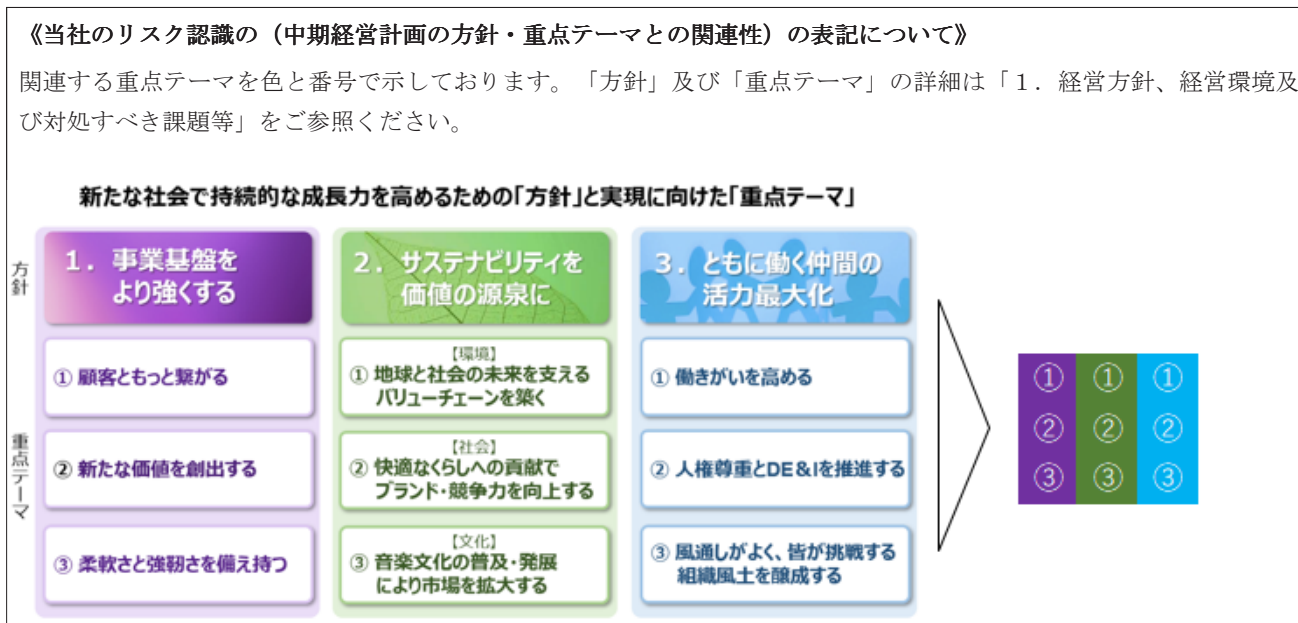 《当社のリスク認識の（中期経営計画の方針・重点テーマとの関連性）の表記について》
関連する重点テーマを色と番号で示しております。「方針」及び「重点テーマ」の詳細は「１．経営方針、経営環境及
び対処すべき課題等」をご参照ください。
新たな社会で持続的な成長力を高めるための「方針」と実現に向けた「重点テーマ」
方針
１．事業基盤を
より強くする
２．サステナビリティを
価値の源泉に
３．ともに働く仲間の
活力最大化
重点テーマ
① 顧客ともっと繋がる
② 新たな価値を創出する
③ 柔軟さと強靭さを備え持つ
【環境】
① 地球と社会の未来を支える
バリューチェーンを築く
【社会】
② 快適なくらしへの貢献で
ブランド・競争力を向上する
【文化】
③ 音楽文化の普及・発展
により市場を拡大する
① 働きがいを高める
② 人権尊重とDE&Iを推進する
③ 風通しがよく、皆が挑戦する
組織風土を醸成する
① ① ①
② ② ②
③ ③ ③